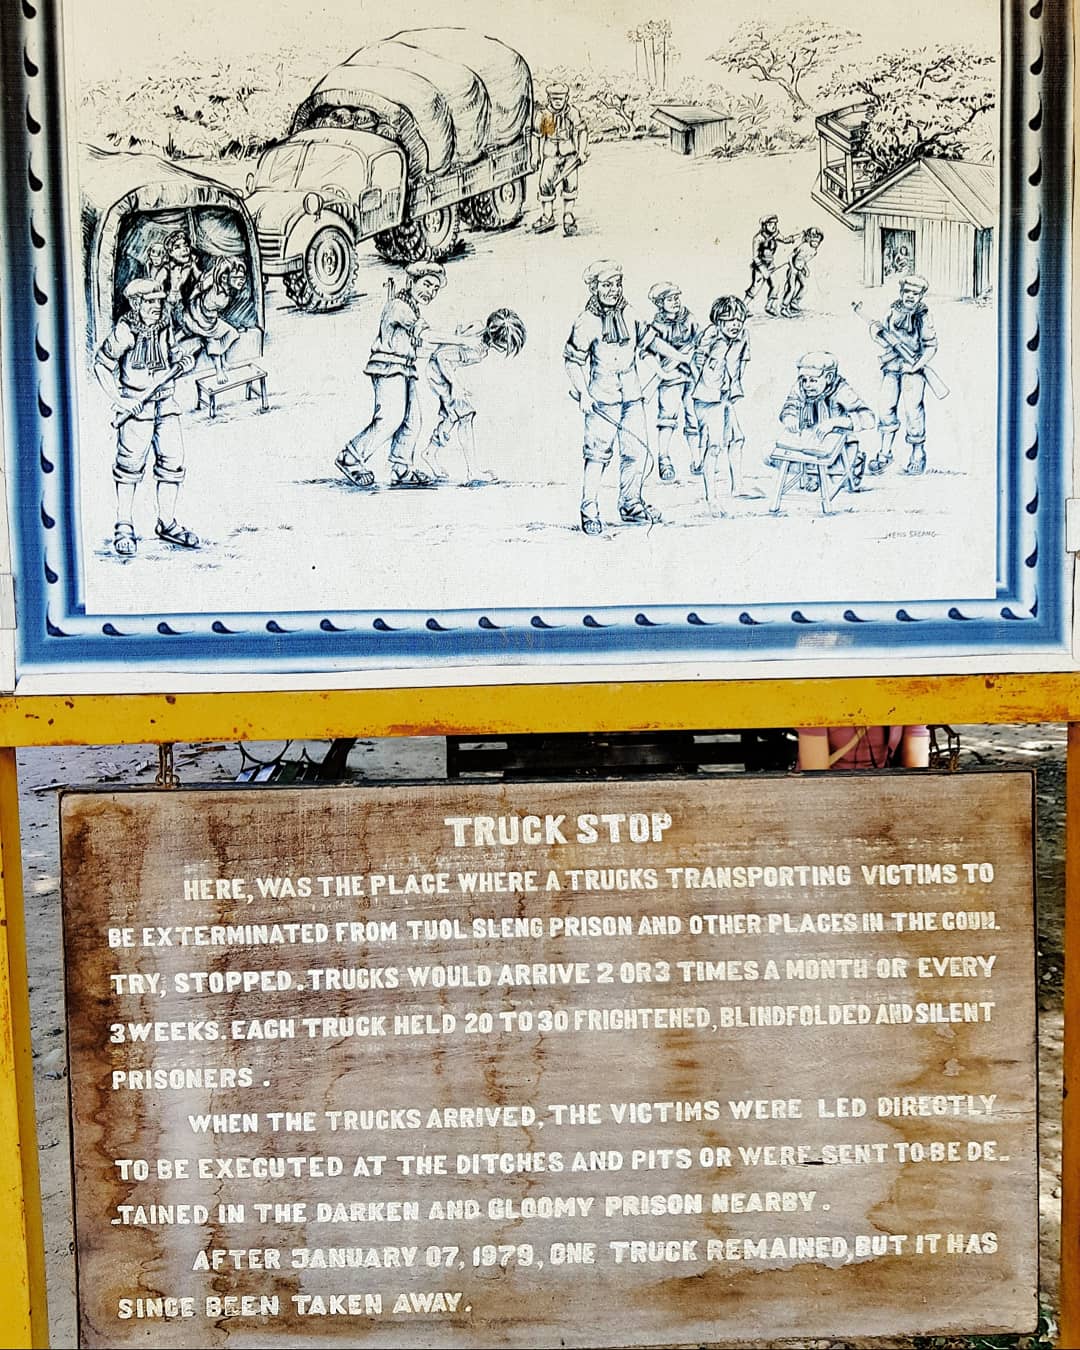 TRUCK STOP
HERE, WAS THE PLACE WHERE A TRUCKS TRANSPORTING VICTIMS TO
BE EXTERMINATED FROM TUOL SLENG PRISON AND OTHER PLACES IN THE COUN.
TRY, STOPPED. TRUCKS WOULD ARRIVE 2 OR 3 TIMES A MONTH OR EVERY
3 WEEKS. EACH TRUCK HELD 20 TO 30 FRIGHTENED, BLINDFOLDED AND SILENT
PRISONERS .
WHEN THE TRUCKS ARRIVED, THE VICTIMS WERE LED DIRECTLY
TO BE EXECUTED AT THE DITCHES AND PITS OR WERE SENT TO BE DE-
-TAINED IN THE DARKEN AND GLOOMY PRISON NEARBY .
AFTER JANUARY 07, 1979, ONE TRUCK REMAINED, BUT IT HAS
SINCE BEEN TAKEN AWAY.